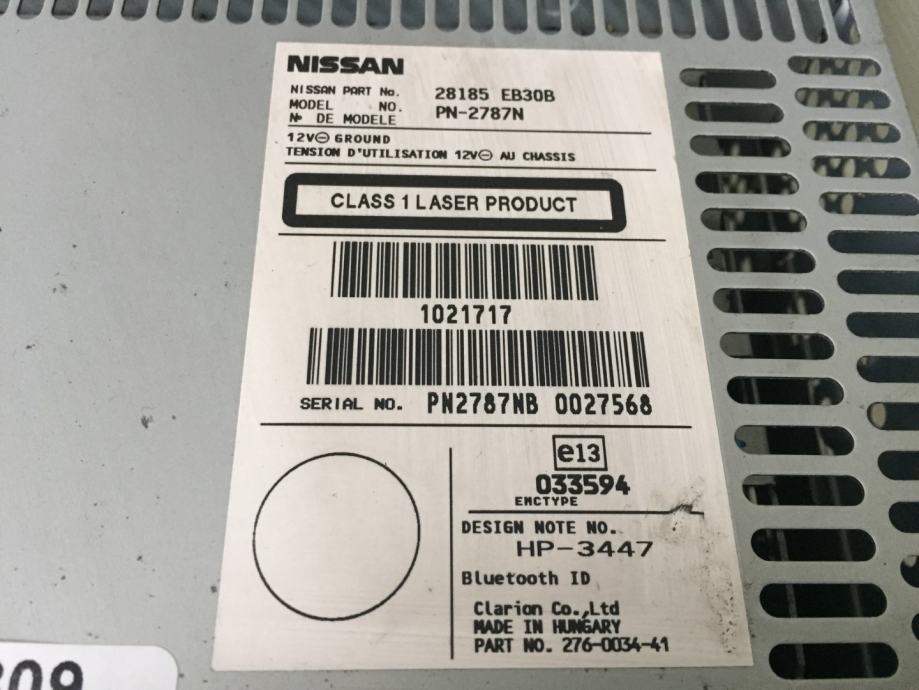 NISSAN
NISSAN PART No. 28185 EB30B
MODEL NO. PN-2787N
N° DE MODELE
12V⊖ GROUND
TENSION D'UTILISATION 12V⊖ AU CHASSIS
CLASS 1 LASER PRODUCT
1021717
SERIAL NO. PN2787NB 0027568
e13
033594
EMCTYPE
DESIGN NOTE NO.
HP-3447
Bluetooth ID
Clarion Co.,Ltd
MADE IN HUNGARY
PART NO. 276-0034-41